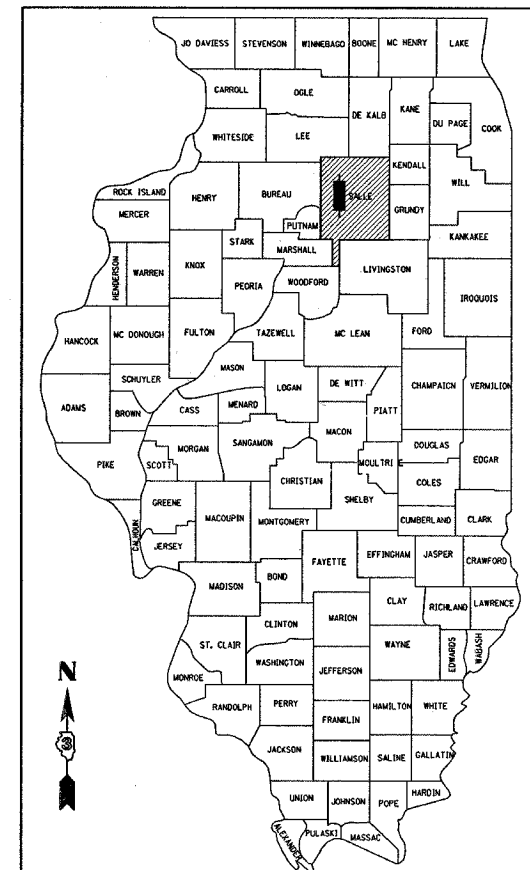 JO DAVIESS STEVENSON WINNEBAGO BOONE MC HENRY LAKE
CARROLL OGLE
DE KALB KANE DU PAGE COOK
WHITESIDE LEE
KENDALL WILL
ROCK ISLAND HENRY BUREAU SALLE GRUNDY
MERCER PUTNAM
KANKAKEE
STARK MARSHALL
HENDERSON WARREN KNOX PEORIA WOODFORD LIVINGSTON IROQUOIS
HANCOCK MC DONOUGH FULTON TAZEWELL MC LEAN FORD
MASON
SCHUYLER LOGAN DE WITT CHAMPAIGN VERMILION
ADAMS BROWN CASS MENARD PIATT
MACON
MORGAN SANGAMON DOUGLAS
PIKE SCOTT MOULTRIE EDGAR
CHRISTIAN COLES
GREENE SHELBY
CALHOUN MACOUPIN MONTGOMERY CUMBERLAND CLARK
JERSEY
FAYETTE EFFINGHAM JASPER CRAWFORD
MADISON BOND
CLAY RICHLAND LAWRENCE
CLINTON MARION
ST. CLAIR WAYNE EDWARDS WABASH
WASHINGTON JEFFERSON
MONROE
N
RANDOLPH PERRY HAMILTON WHITE
FRANKLIN
JACKSON WILLIAMSON SALINE GALLATIN
UNION JOHNSON POPE HARDIN
ALEXANDER PULASKI MASSAC